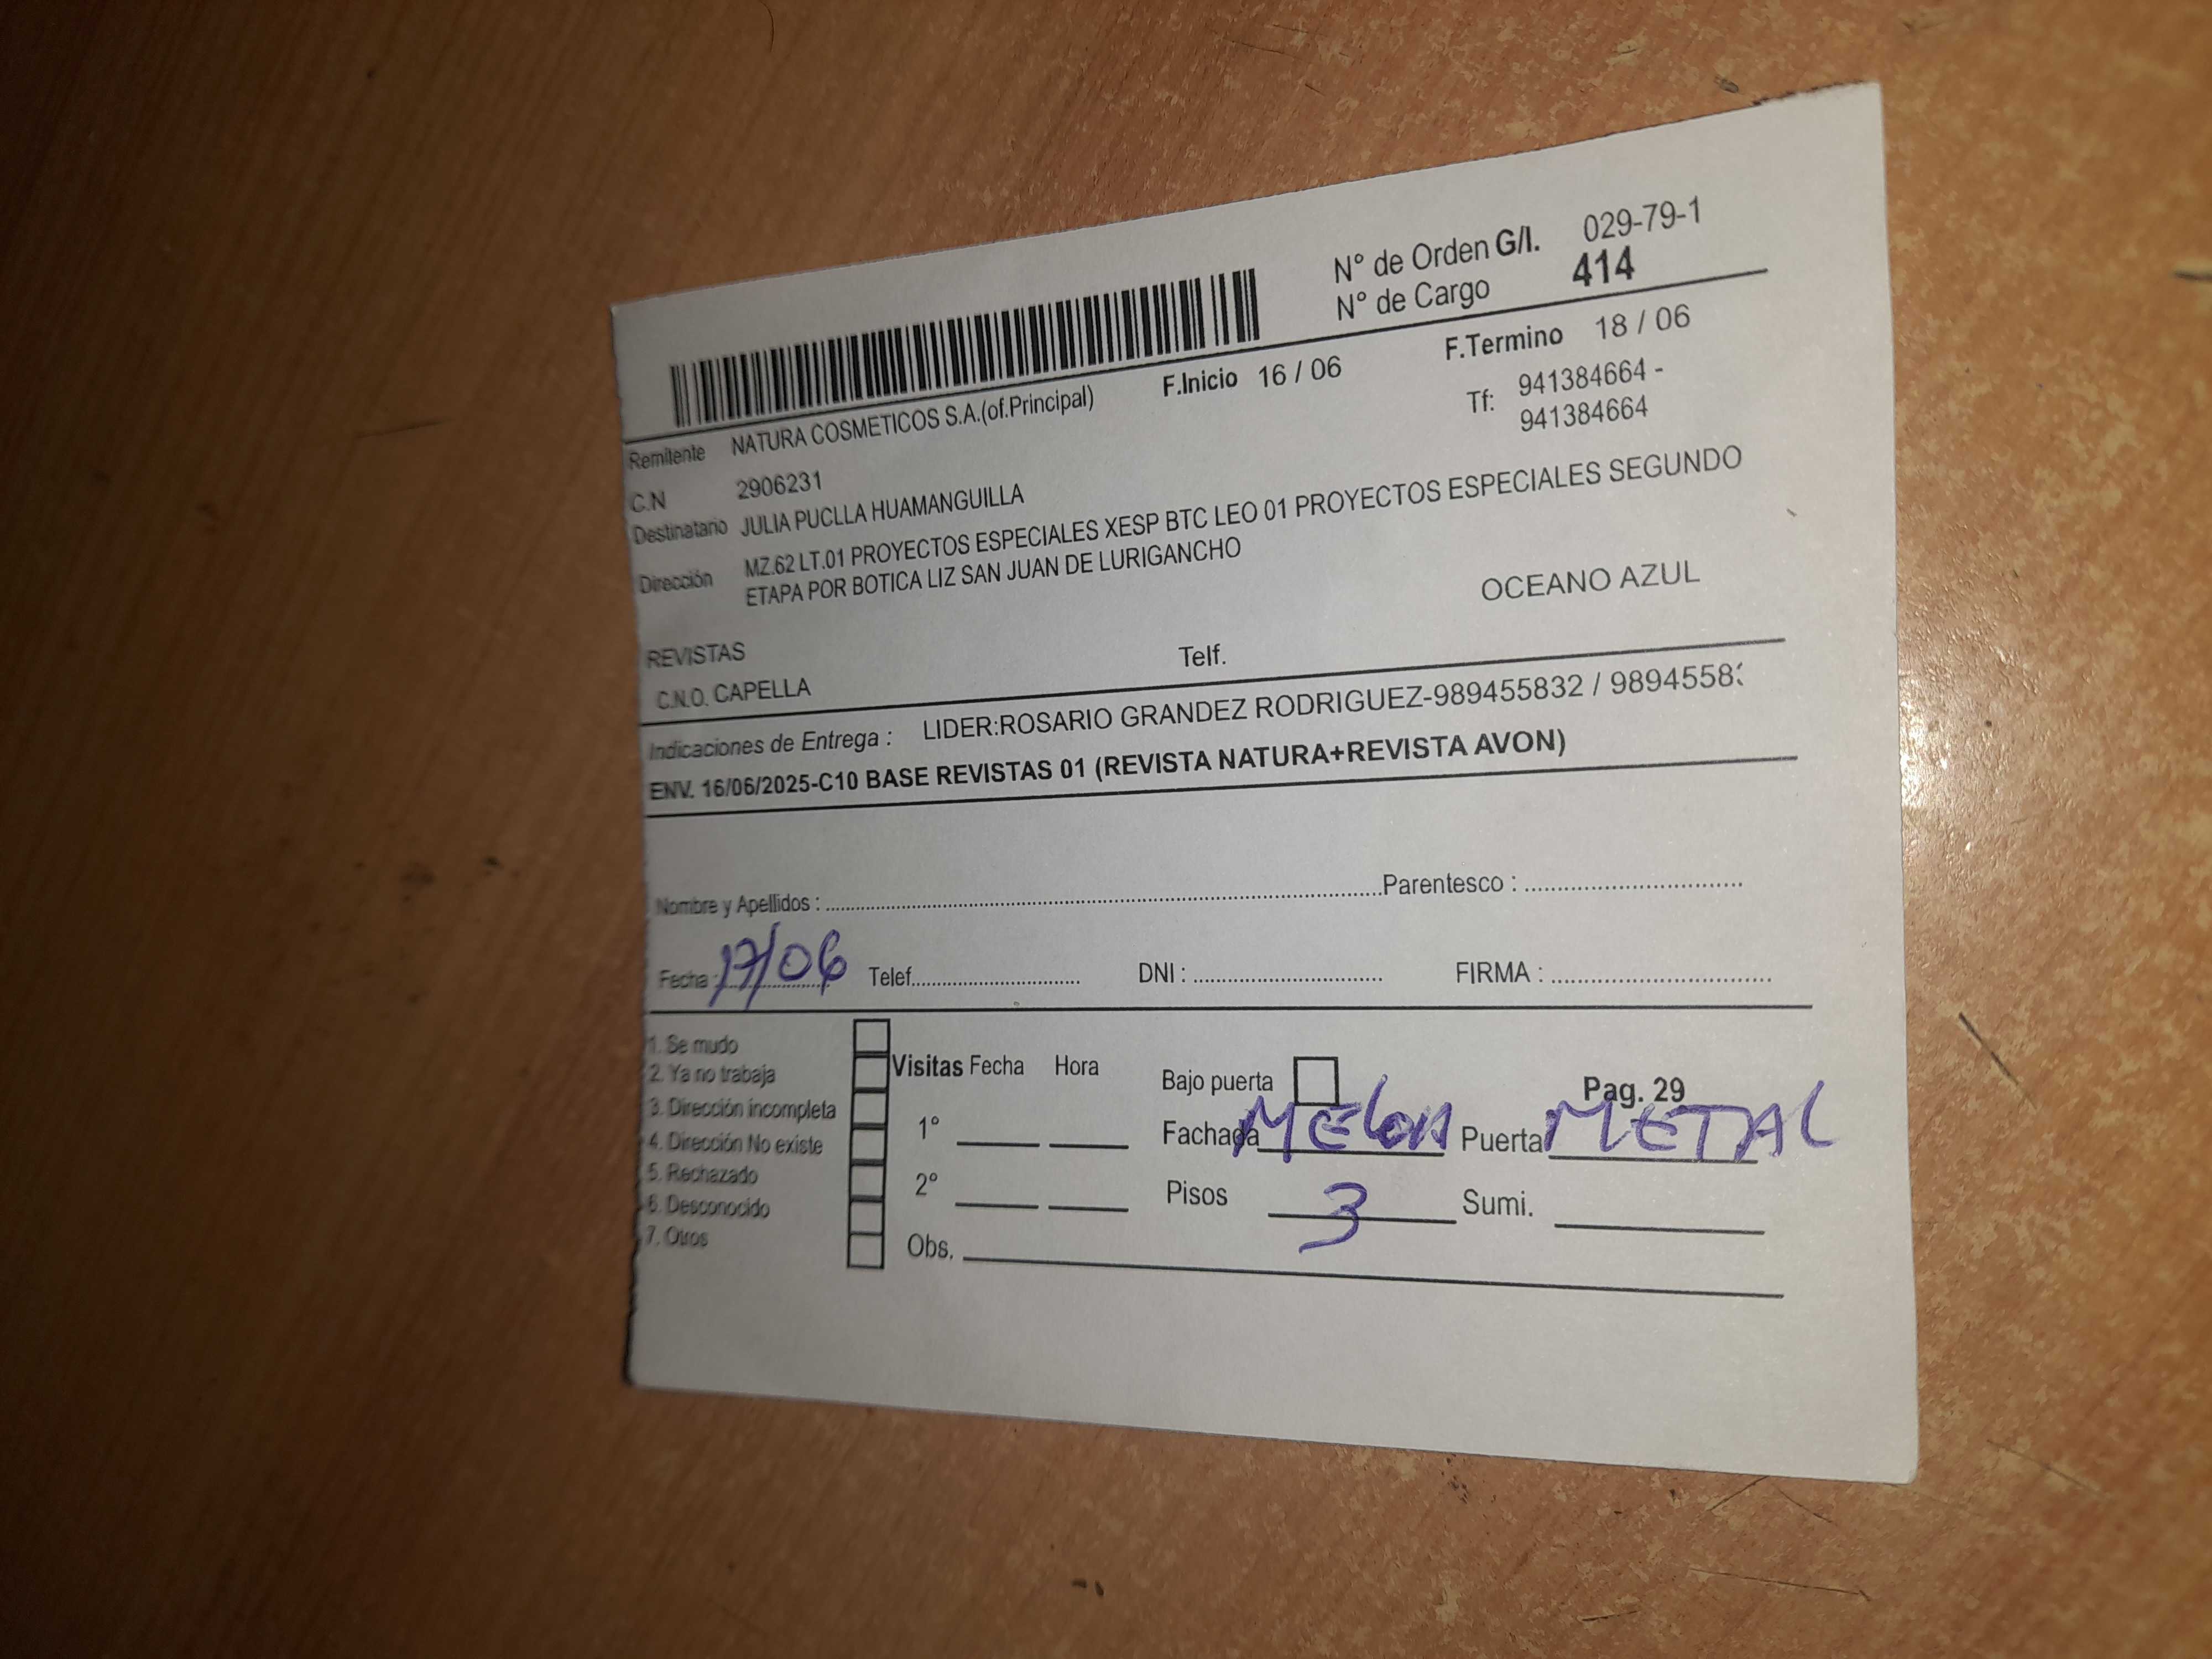 N° de Orden G/I. 029-79-1
N° de Cargo 414
F.Inicio 16 / 06 F.Termino 18 / 06
Remitente NATURA COSMETICOS S.A.(of.Principal) Tf: 941384664 -
941384664
C.N 2906231
Destinatario JULIA PUCLLA HUAMANGUILLA
Dirección MZ.62 LT.01 PROYECTOS ESPECIALES XESP BTC LEO 01 PROYECTOS ESPECIALES SEGUNDO
ETAPA POR BOTICA LIZ SAN JUAN DE LURIGANCHO
OCEANO AZUL
REVISTAS
C.N.O. CAPELLA Telf.
Indicaciones de Entrega : LIDER:ROSARIO GRANDEZ RODRIGUEZ-989455832 / 98945583
ENV. 16/06/2025-C10 BASE REVISTAS 01 (REVISTA NATURA+REVISTA AVON)
Nombre y Apellidos : Parentesco :
Fecha : 17/06 Telef. DNI : FIRMA :
1. Se mudo
2. Ya no trabaja
3. Dirección incompleta
4. Dirección No existe
5. Rechazado
6. Desconocido
7. Otros
Visitas Fecha Hora
1°
2°
Obs.
Bajo puerta Pag. 29
Fachada MELON Puerta METAL
Pisos 3 Sumi.